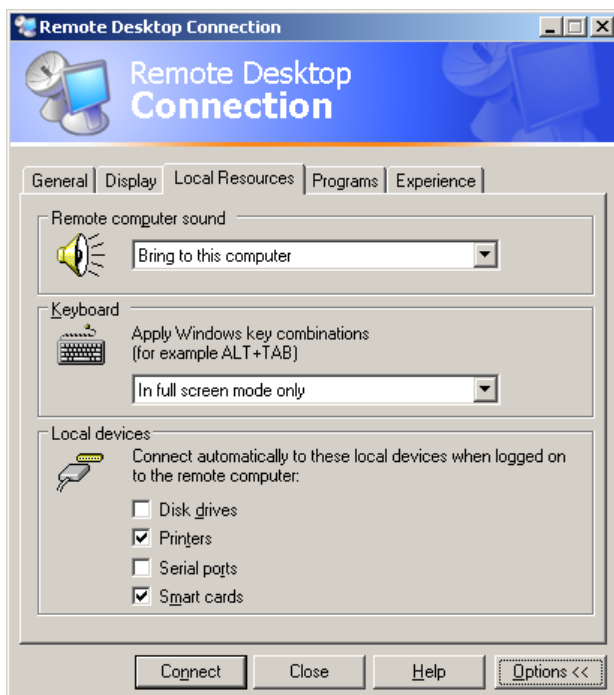 Remote Desktop Connection
Remote Desktop
Connection
General Display Local Resources Programs Experience
Remote computer sound
Bring to this computer
Keyboard
Apply Windows key combinations
(for example ALT+TAB)
In full screen mode only
Local devices
Connect automatically to these local devices when logged on
to the remote computer:
Disk drives
Printers
Serial ports
Smart cards
Connect Close Help Options <<